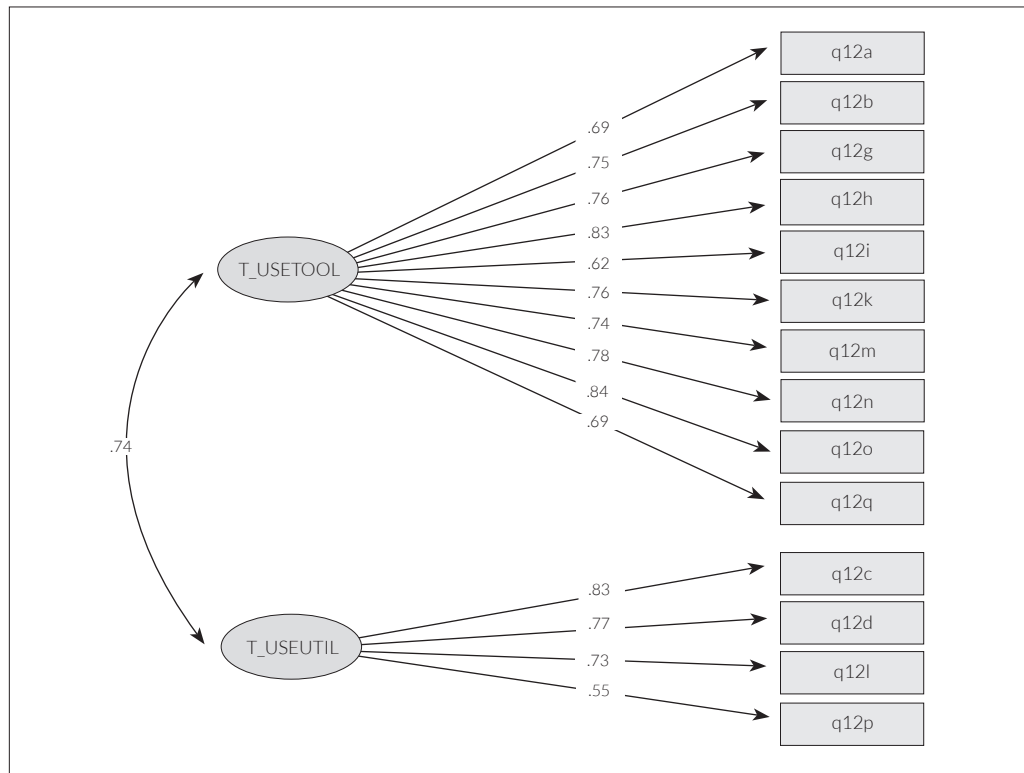 q12a
q12b
.69
q12g
.75
.76
q12h
.83
q12i
T_USETOOL
.62
.76
q12k
.74
q12m
.78
.84
q12n
.69
.74
q12o
q12q
q12c
.83
q12d
.77
T_USEUTIL
.73
q12l
.55
q12p